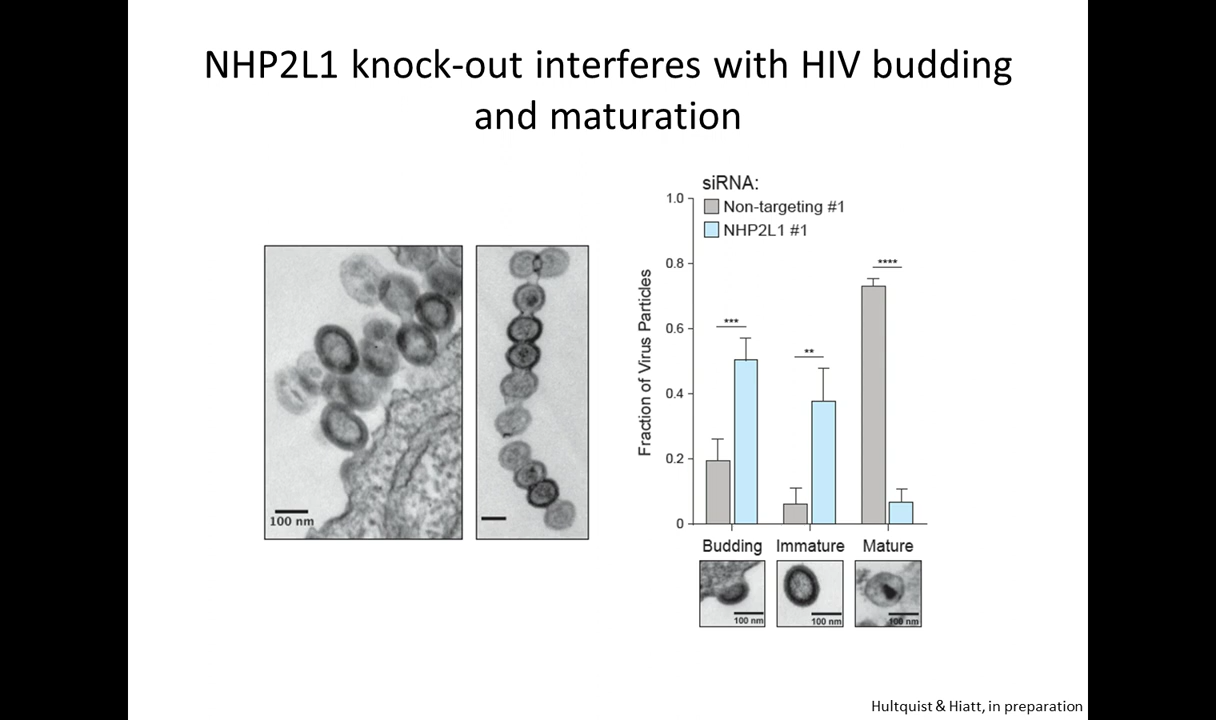 NHP2L1 knock-out interferes with HIV budding
and maturation
siRNA:
Non-targeting #1
NHP2L1 #1
Fraction of Virus Particles
1.0
0.8
0.6
0.4
0.2
0
***
**
****
Budding
Immature
Mature
100 nm
100 nm
100 nm
100 nm
Hultquist & Hiatt, in preparation